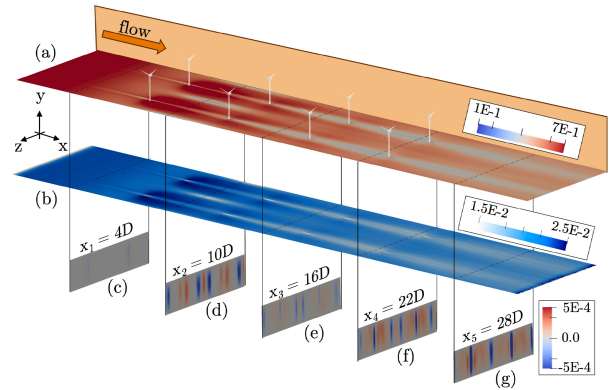 flow
(a)
1E-1
7E-1
y
z
x
(b)
1.5E-2
2.5E-2
x₁ = 4D
(c)
x₂ = 10D
(d)
x₃ = 16D
(e)
x₄ = 22D
(f)
x₅ = 28D
(g)
5E-4
0.0
-5E-4